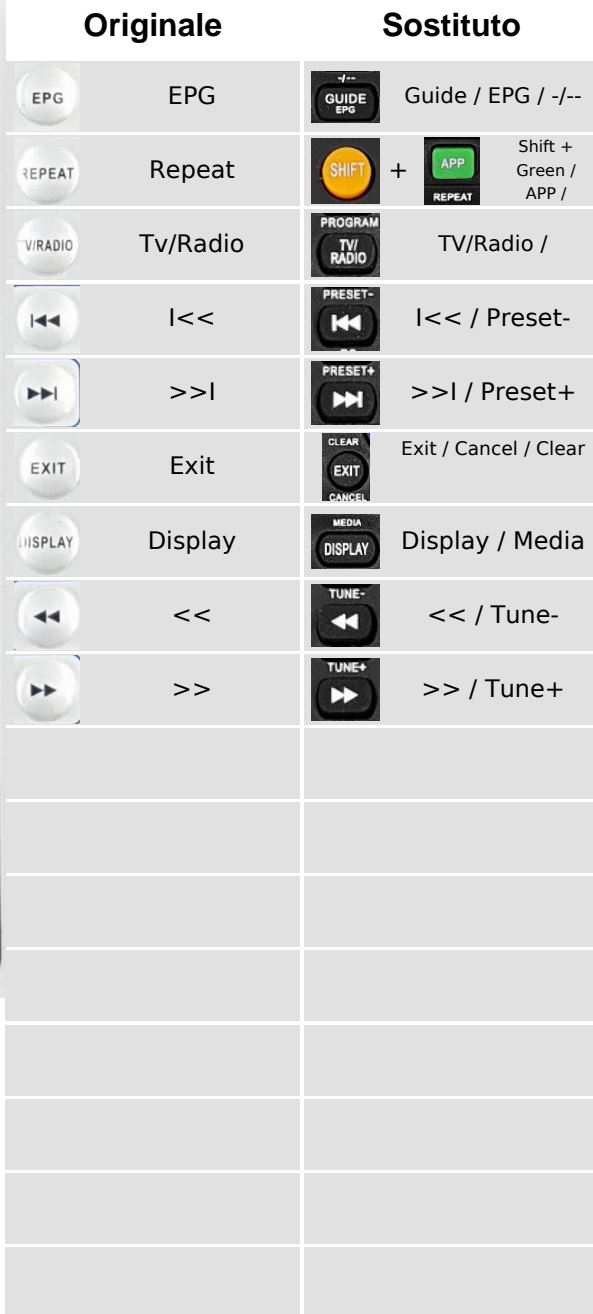 Originale Sostituto
EPG EPG -/-- GUIDE EPG Guide / EPG / -/--
REPEAT Repeat SHIFT + APP REPEAT Shift + Green / APP /
TV/RADIO Tv/Radio PROGRAM TV/ RADIO TV/Radio /
I<< PRESET- I<< / Preset-
>>I PRESET+ >>I / Preset+
EXIT Exit CLEAR EXIT CANCEL Exit / Cancel / Clear
DISPLAY Display MEDIA DISPLAY Display / Media
<< TUNE- << / Tune-
>> TUNE+ >> / Tune+